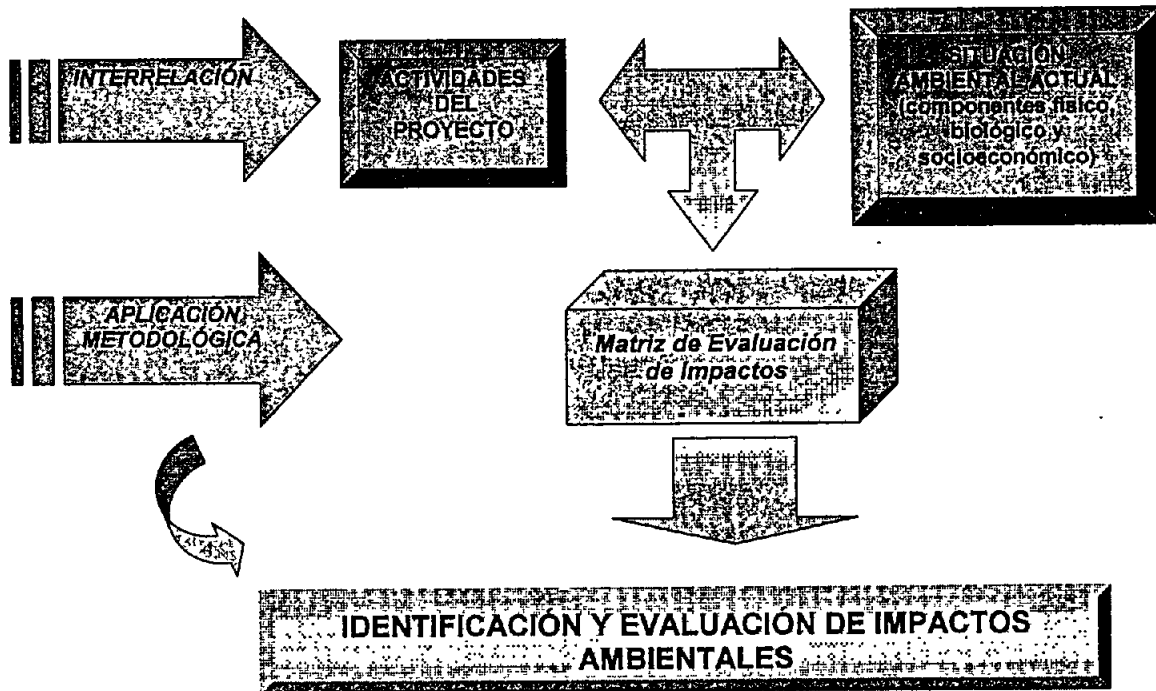 INTERRELACIÓN
ACTIVIDADES
DEL
PROYECTO
SITUACIÓN
AMBIENTAL ACTUAL
(componentes físico,
biológico y
socioeconómico)
APLICACIÓN
METODOLÓGICA
Matriz de Evaluación
de Impactos
IDENTIFICACIÓN Y EVALUACIÓN DE IMPACTOS
AMBIENTALES